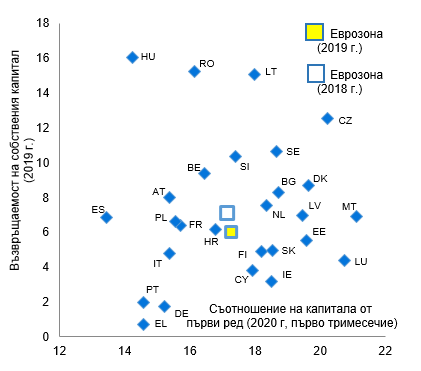 Възвръщаемост на собствения капитал
(2019 г.)
18
16
14
12
10
8
6
4
2
0
Еврозона
(2019 г.)
Еврозона
(2018 г.)
HU
RO
LT
CZ
SE
SI
BE
DK
BG
AT
NL
LV
MT
ES
PL
FR
HR
EE
IT
FI
SK
LU
CY
IE
PT
DE
EL
Съотношение на капитала от
първи ред (2020 г, първо тримесечие)
12
14
16
18
20
22